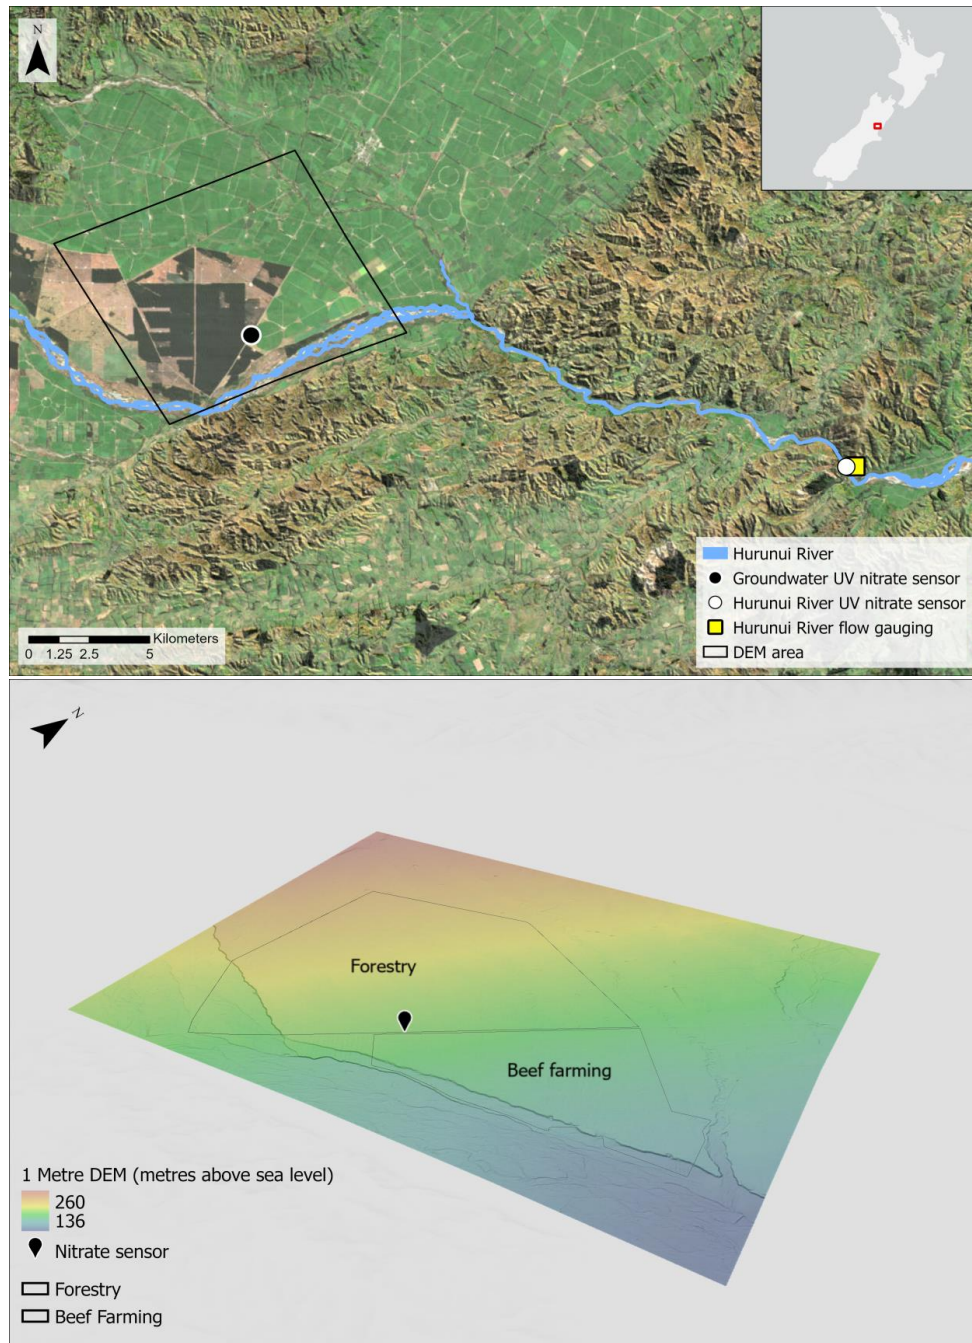 N
Hurunui River
Groundwater UV nitrate sensor
Hurunui River UV nitrate sensor
Hurunui River flow gauging
DEM area
Kilometers
0 1.25 2.5 5
N
Forestry
Beef farming
1 Metre DEM (metres above sea level)
260
136
Nitrate sensor
Forestry
Beef Farming